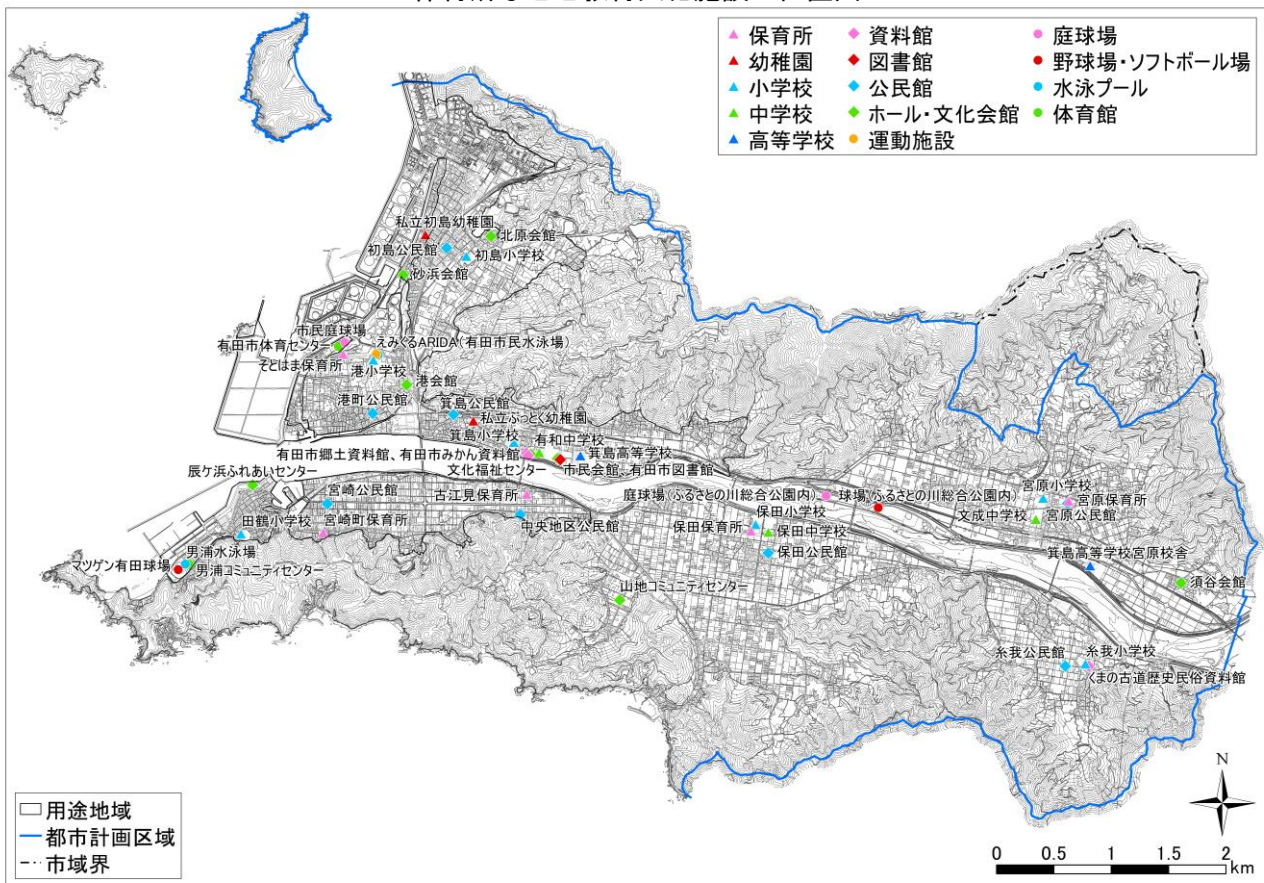 保育所
幼稚園
小学校
中学校
高等学校
資料館
図書館
公民館
ホール・文化会館
運動施設
庭球場
野球場・ソフトボール場
水泳プール
体育館
私立初島幼稚園
北原会館
初島公民館
初島小学校
砂浜会館
市民庭球場
有田市体育センター
えみくるARIDA(有田市民水泳場)
そとはま保育所
港小学校
港会館
港町公民館
箕島公民館
私立ぶっとく幼稚園
箕島小学校
有和中学校
有田市郷土資料館、有田市みかん資料館
箕島高等学校
文化福祉センター
市民会館、有田市図書館
辰ケ浜ふれあいセンター
宮崎公民館
古江見保育所
庭球場(ふるさとの川総合公園内)
球場(ふるさとの川総合公園内)
宮原小学校
宮原保育所
文成中学校
宮原公民館
田鶴小学校
宮崎町保育所
中央地区公民館
保田小学校
保田保育所
保田中学校
保田公民館
男浦水泳場
マツゲン有田球場
男浦コミュニティセンター
箕島高等学校宮原校舎
須谷会館
山地コミュニティセンター
糸我公民館
糸我小学校
くまの古道歴史民俗資料館
用途地域
都市計画区域
市域界
N
0 0.5 1 1.5 2
km